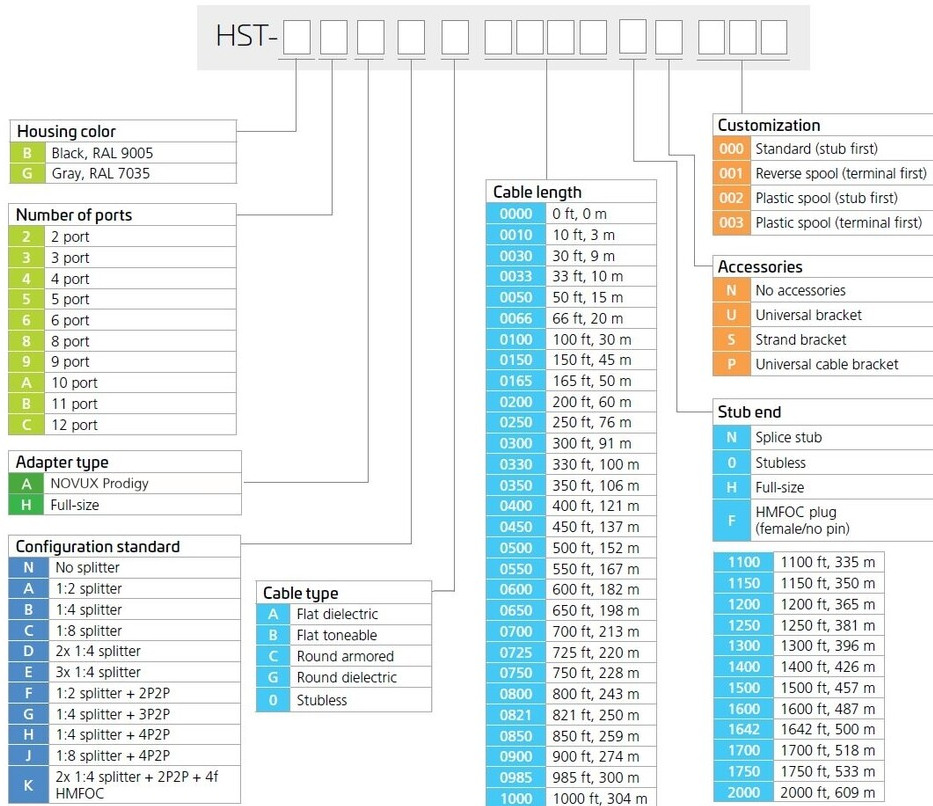 HST-
Housing color
B Black, RAL 9005
G Gray, RAL 7035
Number of ports
2 2 port
3 3 port
4 4 port
5 5 port
6 6 port
8 8 port
9 9 port
A 10 port
B 11 port
C 12 port
Adapter type
A NOVUX Prodigy
H Full-size
Configuration standard
N No splitter
A 1:2 splitter
B 1:4 splitter
C 1:8 splitter
D 2x 1:4 splitter
E 3x 1:4 splitter
F 1:2 splitter + 2P2P
G 1:4 splitter + 3P2P
H 1:4 splitter + 4P2P
J 1:8 splitter + 4P2P
K 2x 1:4 splitter + 2P2P + 4f
HMFOC
Cable type
A Flat dielectric
B Flat toneable
C Round armored
G Round dielectric
0 Stubless
Cable length
0000 0 ft, 0 m
0010 10 ft, 3 m
0030 30 ft, 9 m
0033 33 ft, 10 m
0050 50 ft, 15 m
0066 66 ft, 20 m
0100 100 ft, 30 m
0150 150 ft, 45 m
0165 165 ft, 50 m
0200 200 ft, 60 m
0250 250 ft, 76 m
0300 300 ft, 91 m
0330 330 ft, 100 m
0350 350 ft, 106 m
0400 400 ft, 121 m
0450 450 ft, 137 m
0500 500 ft, 152 m
0550 550 ft, 167 m
0600 600 ft, 182 m
0650 650 ft, 198 m
0700 700 ft, 213 m
0725 725 ft, 220 m
0750 750 ft, 228 m
0800 800 ft, 243 m
0821 821 ft, 250 m
0850 850 ft, 259 m
0900 900 ft, 274 m
0985 985 ft, 300 m
1000 1000 ft, 304 m
1100 1100 ft, 335 m
1150 1150 ft, 350 m
1200 1200 ft, 365 m
1250 1250 ft, 381 m
1300 1300 ft, 396 m
1400 1400 ft, 426 m
1500 1500 ft, 457 m
1600 1600 ft, 487 m
1642 1642 ft, 500 m
1700 1700 ft, 518 m
1750 1750 ft, 533 m
2000 2000 ft, 609 m
Stub end
N Splice stub
0 Stubless
H Full-size
F HMFOC plug
(female/no pin)
Accessories
N No accessories
U Universal bracket
S Strand bracket
P Universal cable bracket
Customization
000 Standard (stub first)
001 Reverse spool (terminal first)
002 Plastic spool (stub first)
003 Plastic spool (terminal first)